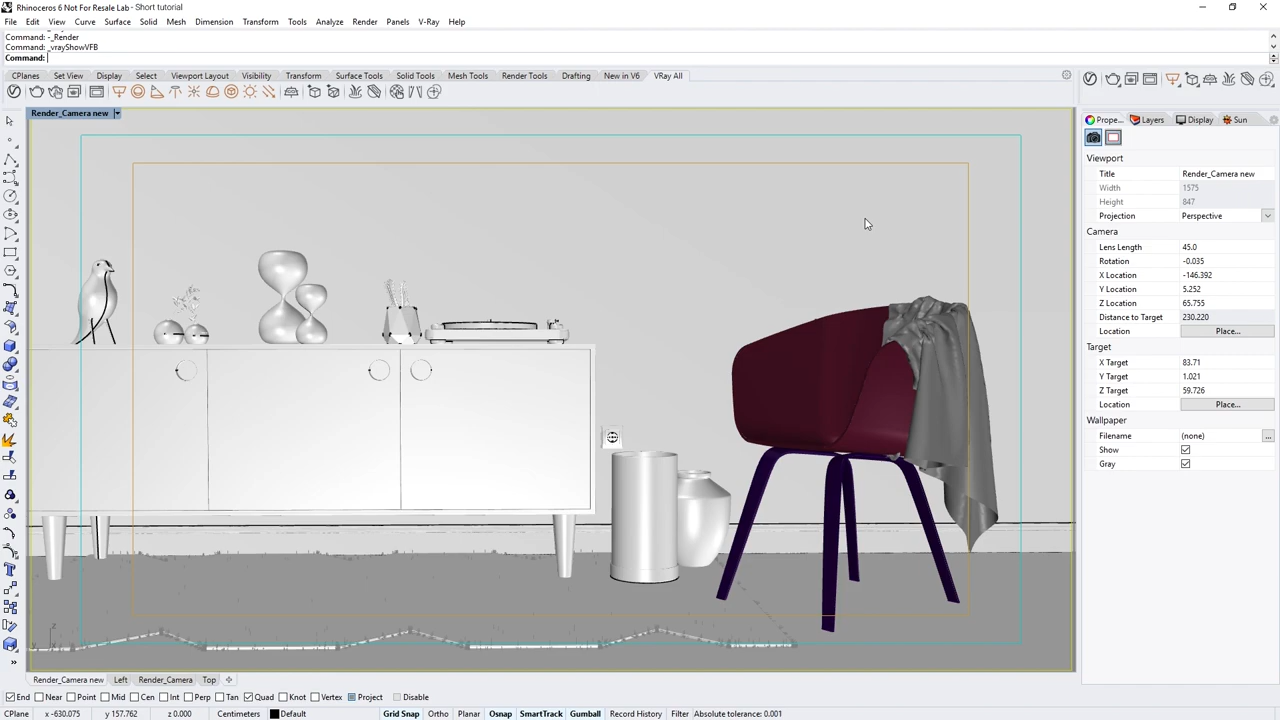 Rhinoceros 6 Not For Resale Lab - Short tutorial
File Edit View Curve Surface Solid Mesh Dimension Transform Tools Analyze Render Panels V-Ray Help
Command: -_Render
Command: _vrayShowVFB
Command:
CPlanes Set View Display Select Viewport Layout Visibility Transform Surface Tools Solid Tools Mesh Tools Render Tools Drafting New in V6 VRay All
Render_Camera new
Prope... Layers Display Sun
Viewport
Title Render_Camera new
Width 1575
Height 847
Projection Perspective
Camera
Lens Length 45.0
Rotation -0.035
X Location -146.392
Y Location 5.252
Z Location 65.755
Distance to Target 230.220
Location Place...
Target
X Target 83.71
Y Target 1.021
Z Target 59.726
Location Place...
Wallpaper
Filename (none) ...
Show
Gray
Render_Camera new Left Render_Camera Top
End Near Point Mid Cen Int Perp Tan Quad Knot Vertex Project Disable
CPlane x -630.075 y 157.762 z 0.000 Centimeters Default Grid Snap Ortho Planar Osnap SmartTrack Gumball Record History Filter Absolute tolerance: 0.001